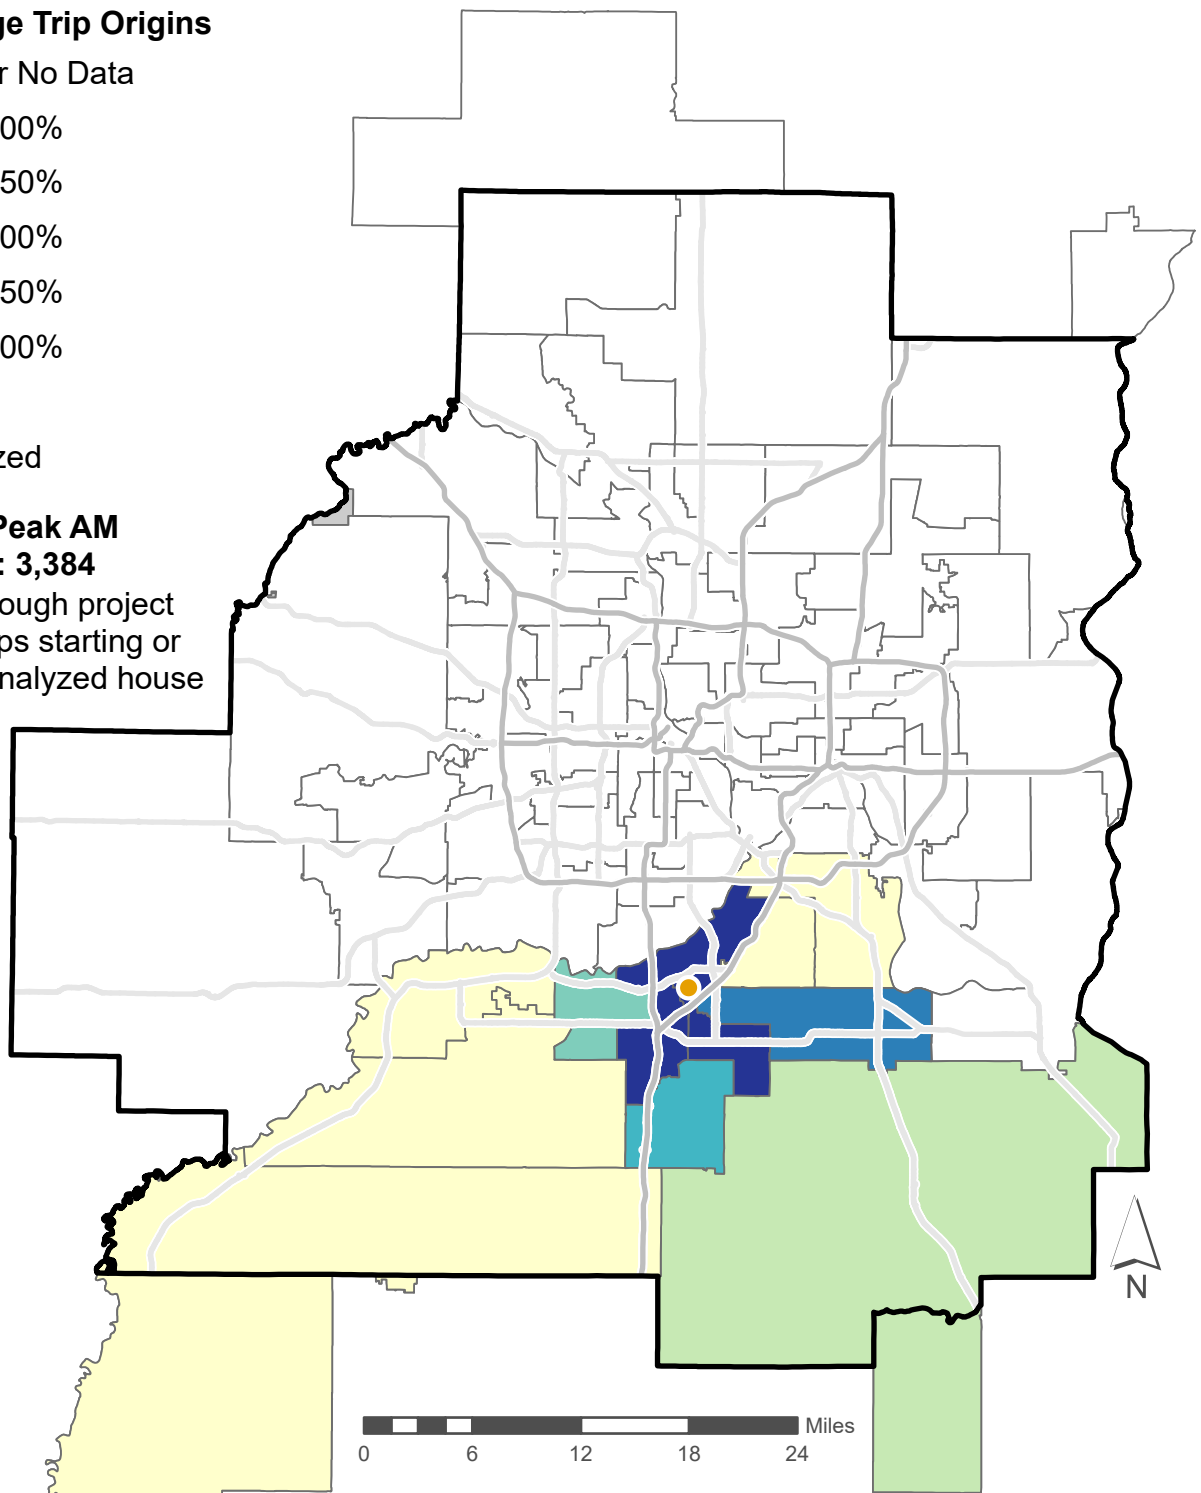 ge Trip Origins
r No Data
00%
50%
00%
50%
00%
zed
Peak AM
: 3,384
ough project
ps starting or
nalyzed house
N
Miles
0 6 12 18 24